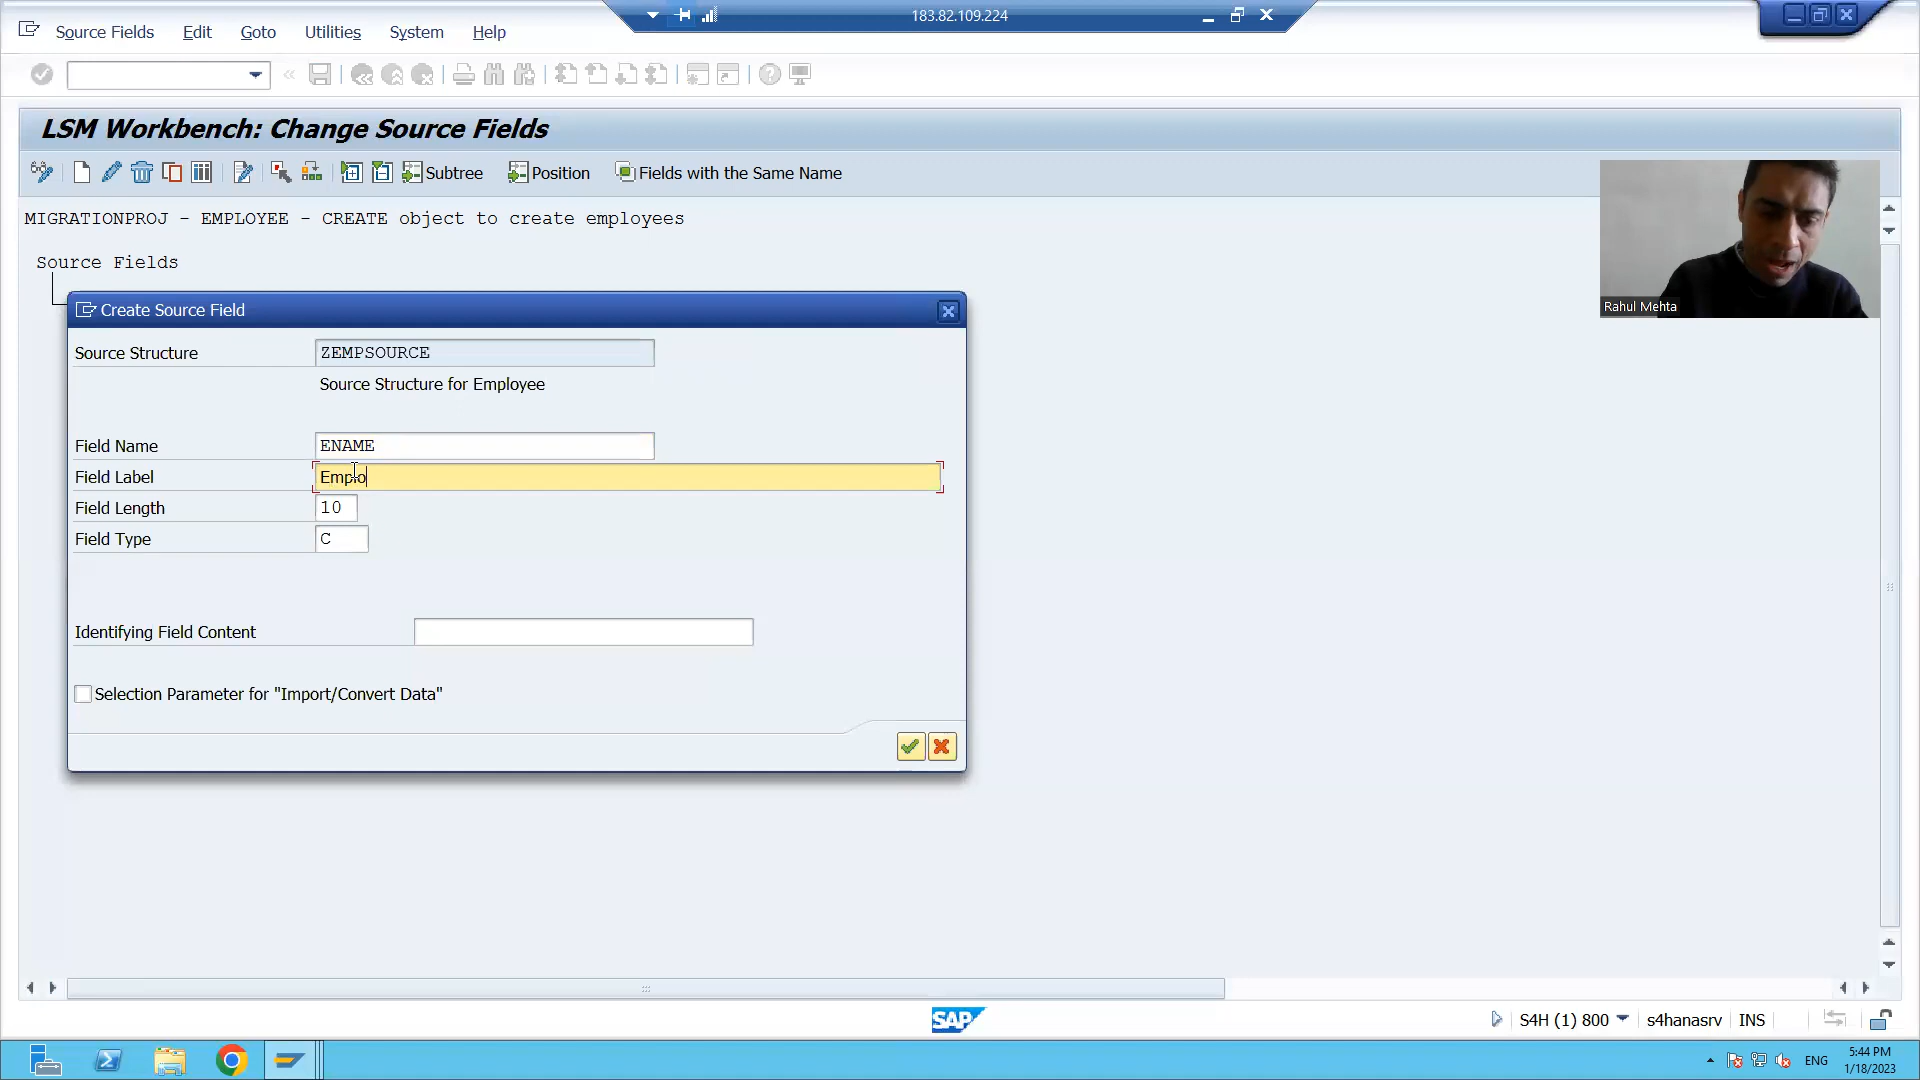 183.82.109.224
Source Fields Edit Goto Utilities System Help
LSM Workbench: Change Source Fields
Subtree Position Fields with the Same Name
MIGRATIONPROJ - EMPLOYEE - CREATE object to create employees
Source Fields
Rahul Mehta
Create Source Field
Source Structure ZEMPSOURCE
Source Structure for Employee
Field Name ENAME
Field Label Emplo
Field Length 10
Field Type C
Identifying Field Content
Selection Parameter for "Import/Convert Data"
SAP
S4H (1) 800 s4hanasrv INS
ENG
5:44 PM
1/18/2023